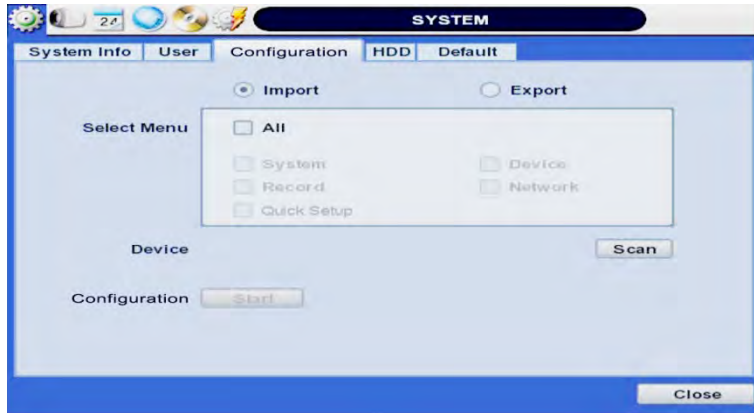 24
SYSTEM
System Info User Configuration HDD Default
Import Export
Select Menu All
System Device
Record Network
Quick Setup
Device Scan
Configuration Start
Close